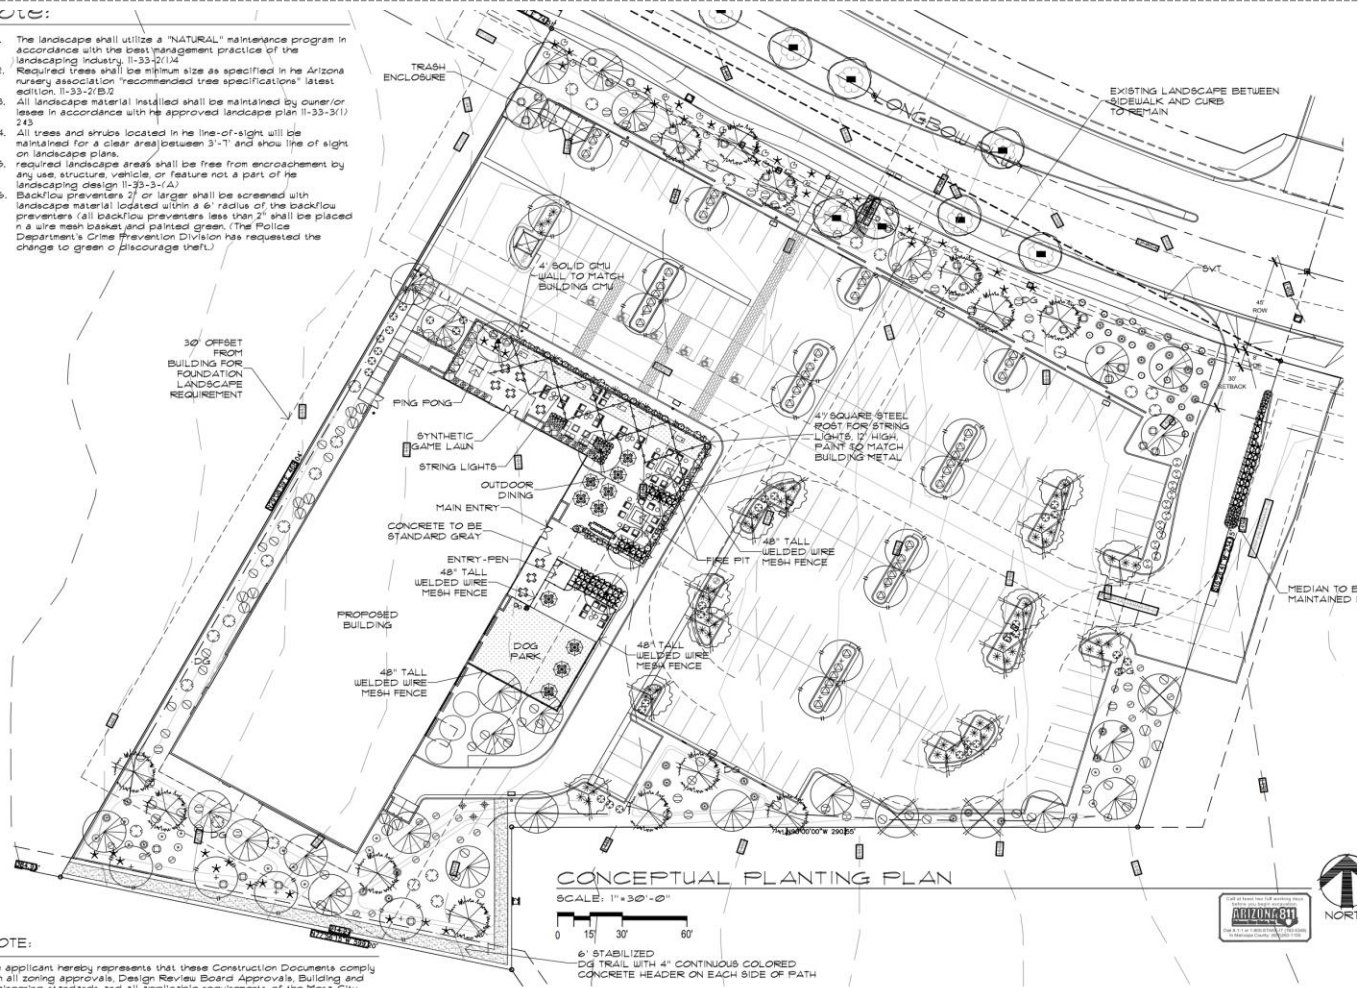 The landscape shall utilize a "NATURAL" maintenance program in
accordance with the best management practice of the
landscaping industry. 11-33-2(1)A4
Required trees shall be minimum size as specified in he Arizona
nursery association "recommended tree specifications" latest
edition. 11-33-2(B)2
All landscape material installed shall be maintained by owner/or
lesee in accordance with he approved landscape plan 11-33-3(1)
2&3
All trees and shrubs located in he line-of-sight will be
maintained for a clear area between 3'-7' and show line of sight
on landscape plans.
required landscape areas shall be free from encroachement by
any use, structure, vehicle, or feature not a part of he
landscaping design 11-33-3-(A)
Backflow preventers 2" or larger shall be screened with
landscape material located within a 6' radius of the backflow
preventers (all backflow preventers less than 2" shall be placed
n a wire mesh basket and painted green. (The Police
Department's Crime Prevention Division has requested the
change to green o discourage theft.)
TRASH
ENCLOSURE
LONGBOW
EXISTING LANDSCAPE BETWEEN
SIDEWALK AND CURB
TO REMAIN
4' SOLID CMU
WALL TO MATCH
BUILDING CMU
SVT
45'
ROW
30'
SETBACK
30' OFFSET
FROM
BUILDING FOR
FOUNDATION
LANDSCAPE
REQUIREMENT
PING PONG
SYNTHETIC
GAME LAWN
STRING LIGHTS
OUTDOOR
DINING
MAIN ENTRY
CONCRETE TO BE
STANDARD GRAY
ENTRY-PEN
48" TALL
WELDED WIRE
MESH FENCE
4" SQUARE STEEL
POST FOR STRING
LIGHTS, 12' HIGH,
PAINT TO MATCH
BUILDING METAL
FIRE PIT
48" TALL
WELDED WIRE
MESH FENCE
MEDIAN TO B
MAINTAINED
PROPOSED
BUILDING
DOG
PARK
48" TALL
WELDED WIRE
MESH FENCE
48" TALL
WELDED WIRE
MESH FENCE
DG
DG
DG
DG
CONCEPTUAL PLANTING PLAN
SCALE: 1"=30'-0"
0 15' 30' 60'
6' STABILIZED
DG TRAIL WITH 4" CONTINUOUS COLORED
CONCRETE HEADER ON EACH SIDE OF PATH
ARIZONA 811
NORT
OTE:
e applicant hereby represents that these Construction Documents comply
all zoning approvals, Design Review Board Approvals, Building and